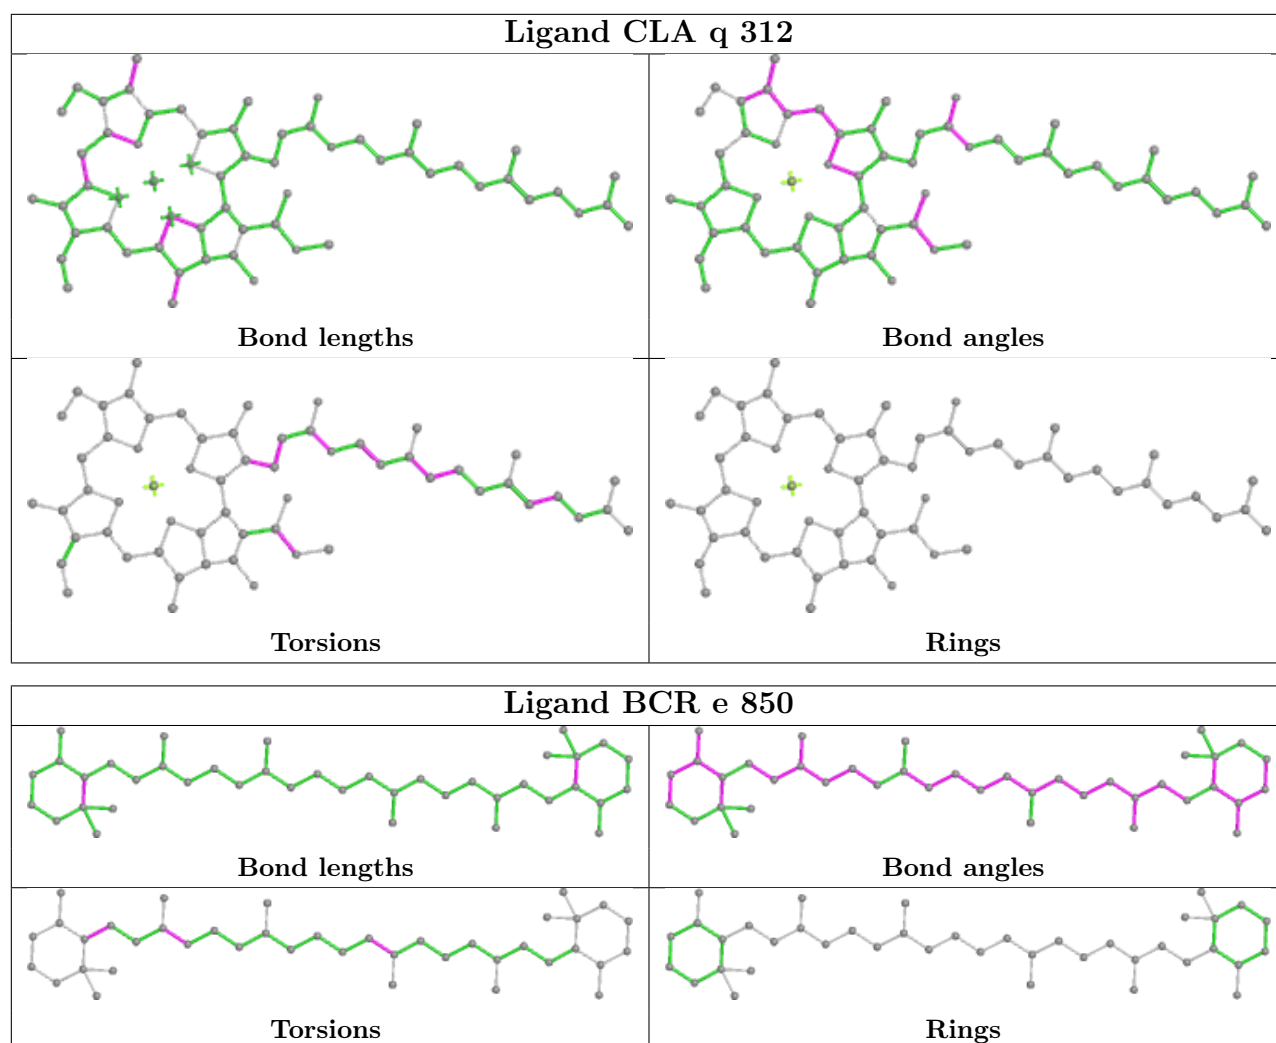 Ligand CLA q 312
Bond lengths
Bond angles
Torsions
Rings
Ligand BCR e 850
Bond lengths
Bond angles
Torsions
Rings